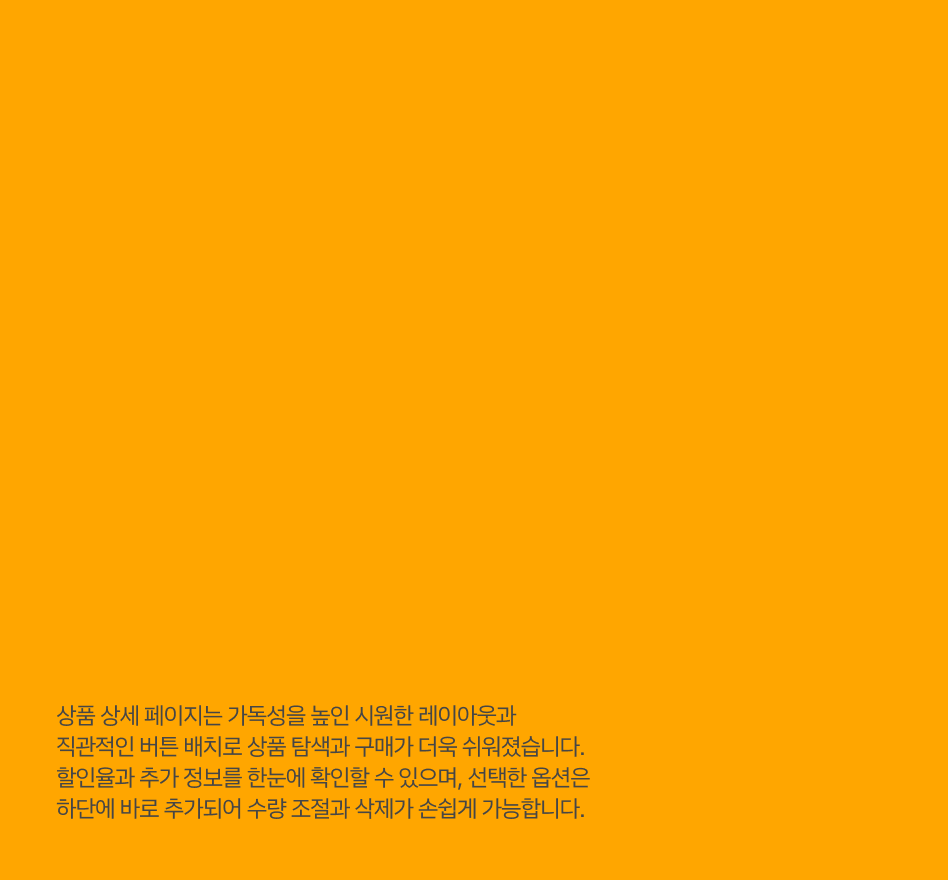 상품 상세 페이지는 가독성을 높인 시원한 레이아웃과
직관적인 버튼 배치로 상품 탐색과 구매가 더욱 쉬워졌습니다.
할인율과 추가 정보를 한눈에 확인할 수 있으며, 선택한 옵션은
하단에 바로 추가되어 수량 조절과 삭제가 손쉽게 가능합니다.